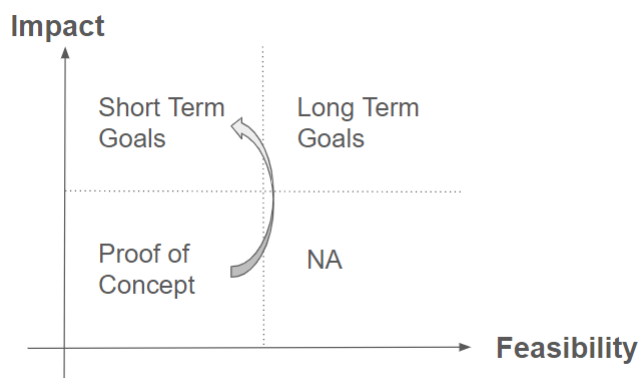 Impact
Short Term
Goals
Long Term
Goals
Proof of
Concept
NA
Feasibility